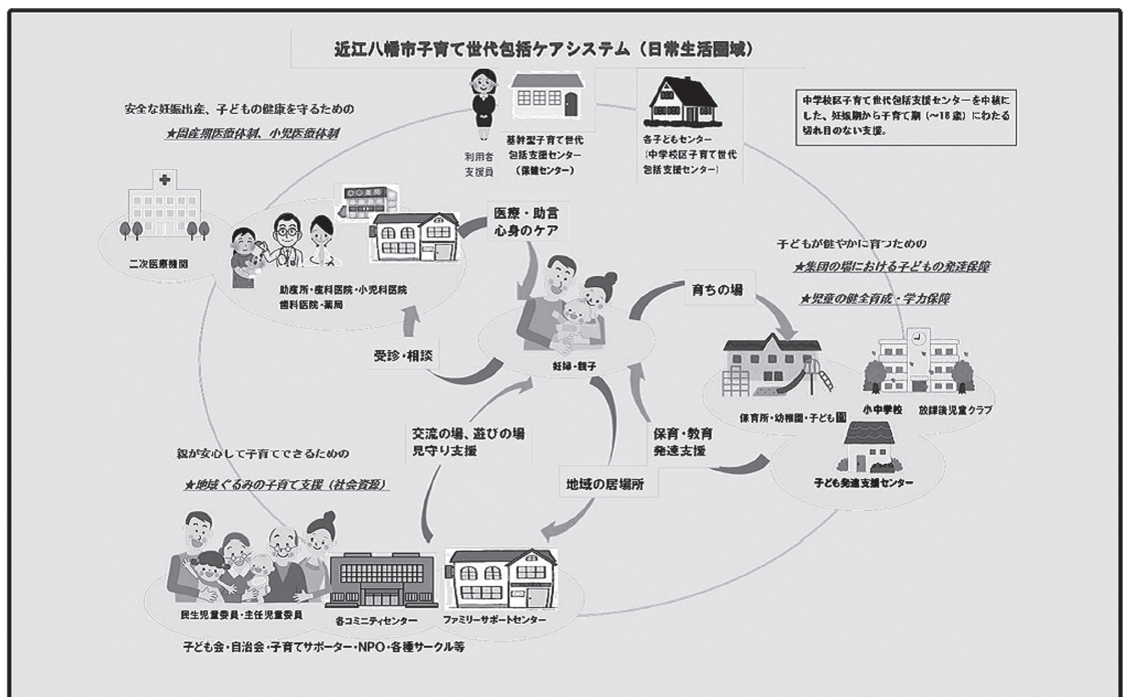 近江八幡市子育て世代包括ケアシステム（日常生活圏域）
安全な妊娠出産、子どもの健康を守るための
★周産期医療体制、小児医療体制
利用者
支援員
基幹型子育て世代
包括支援センター
（保健センター）
各子どもセンター
（中学校区子育て世代
包括支援センター）
中学校区子育て世代包括支援センターを中核に
した、妊娠期から子育て期（～18歳）にわたる
切れ目のない支援。
二次医療機関
助産所・産科医院・小児科医院
歯科医院・薬局
医療・助言
心身のケア
子どもが健やかに育つための
★集団の場における子どもの発達保障
★児童の健全育成・学力保障
育ちの場
受診・相談
妊婦・親子
保育所・幼稚園・子ども園
小中学校
放課後児童クラブ
交流の場、遊びの場
見守り支援
保育・教育
発達支援
地域の居場所
子ども発達支援センター
親が安心して子育てできるための
★地域ぐるみの子育て支援（社会資源）
民生児童委員・主任児童委員
各コミニティセンター
ファミリーサポートセンター
子ども会・自治会・子育てサポーター・NPO・各種サークル等